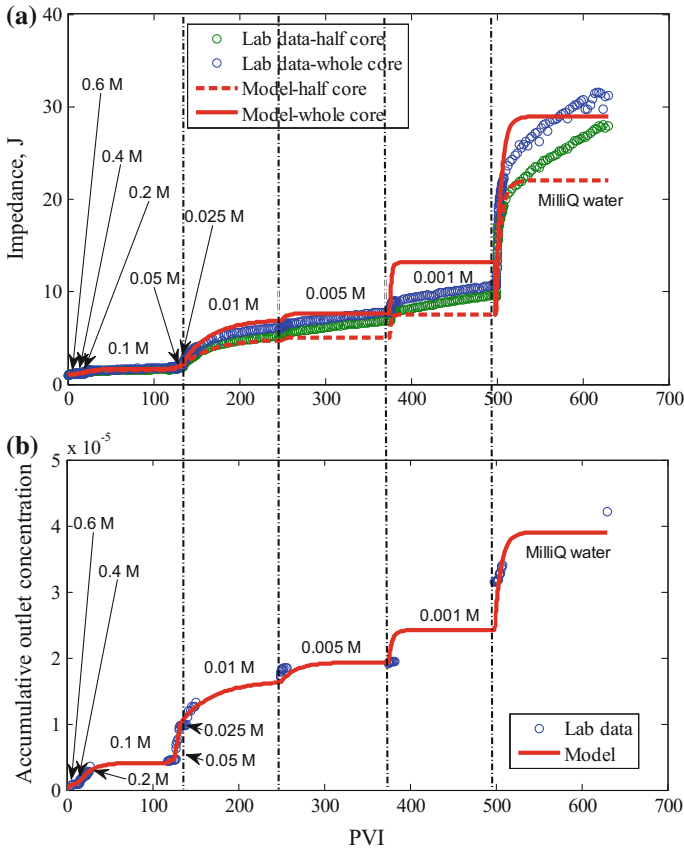 (a)
Lab data-half core
Lab data-whole core
Model-half core
Model-whole core
40
30
20
10
0
Impedance, J
0.6 M
0.4 M
0.2 M
0.025 M
0.05 M
0.1 M
0.01 M
0.005 M
0.001 M
MilliQ water
0 100 200 300 400 500 600 700
(b)
x 10^-5
5
4
3
2
1
0
Accumulative outlet concentration
0.6 M
0.4 M
0.1 M
0.2 M
0.01 M
0.025 M
0.05 M
0.005 M
0.001 M
MilliQ water
Lab data
Model
0 100 200 300 400 500 600 700
PVI